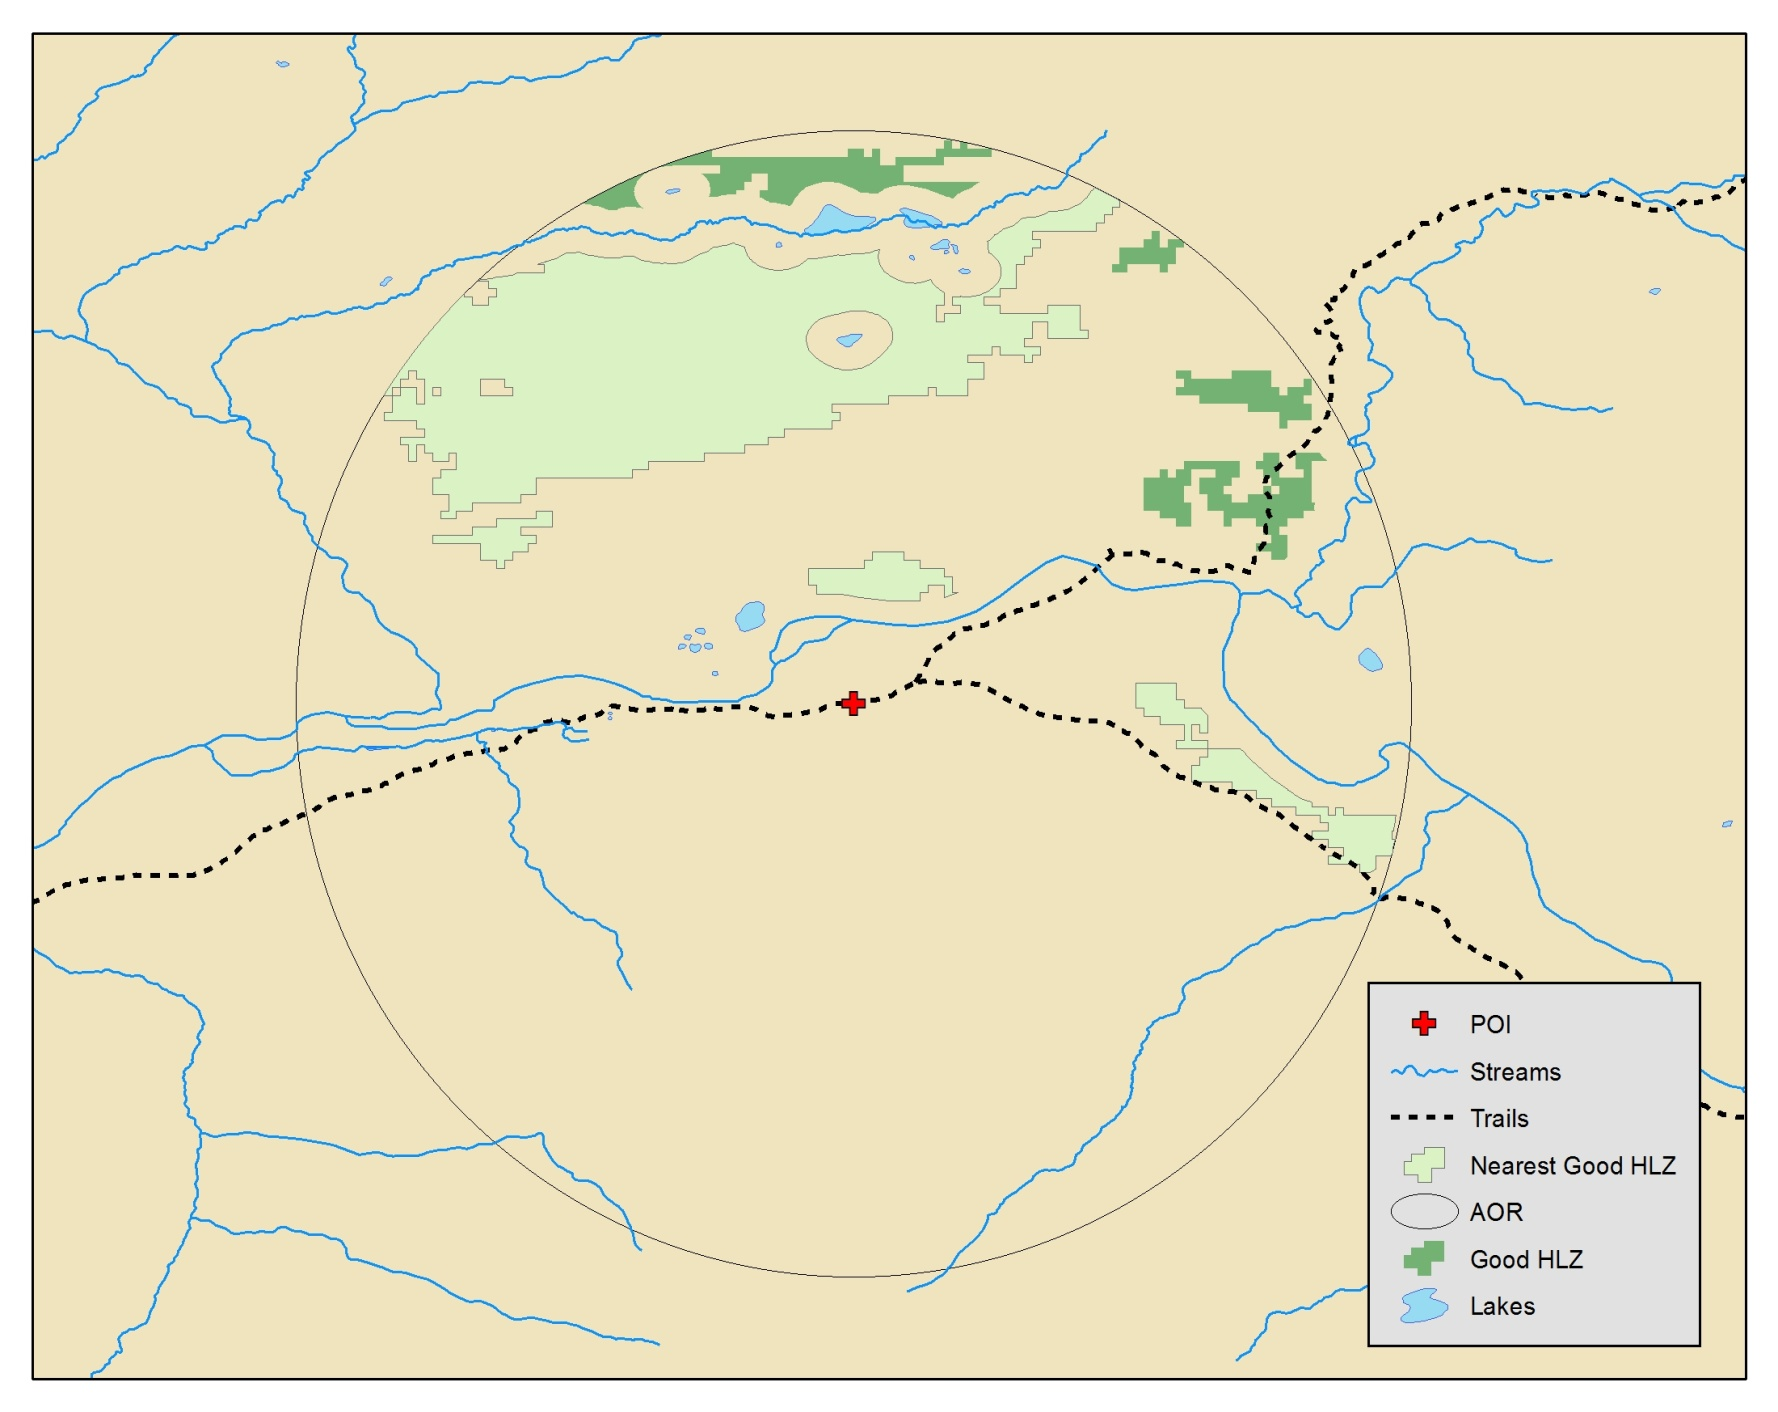 POI
Streams
Trails
Nearest Good HLZ
AOR
Good HLZ
Lakes